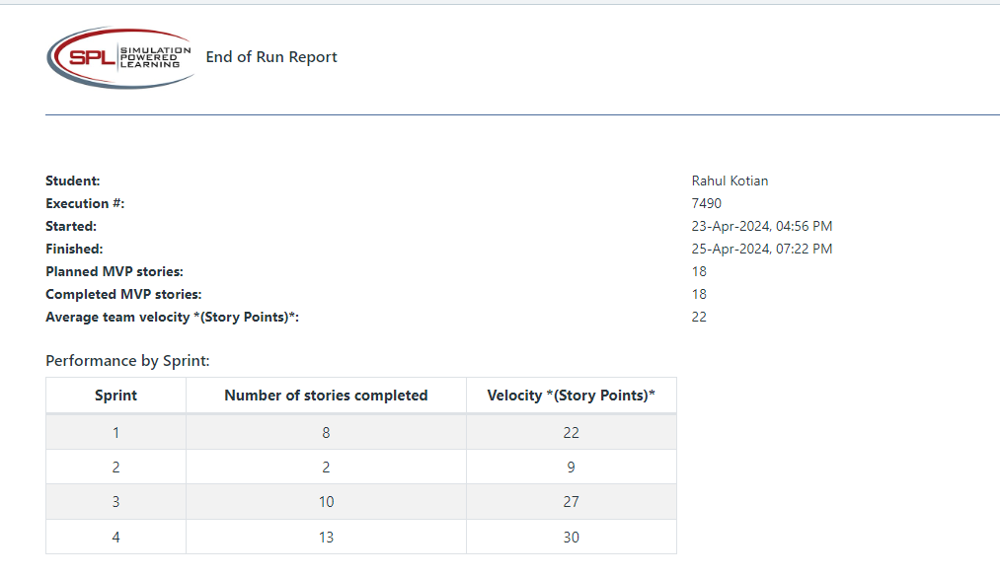 SPL SIMULATION POWERED LEARNING End of Run Report
Student: Rahul Kotian
Execution #: 7490
Started: 23-Apr-2024, 04:56 PM
Finished: 25-Apr-2024, 07:22 PM
Planned MVP stories: 18
Completed MVP stories: 18
Average team velocity *(Story Points)*: 22
Performance by Sprint:
Sprint Number of stories completed Velocity *(Story Points)*
1 8 22
2 2 9
3 10 27
4 13 30